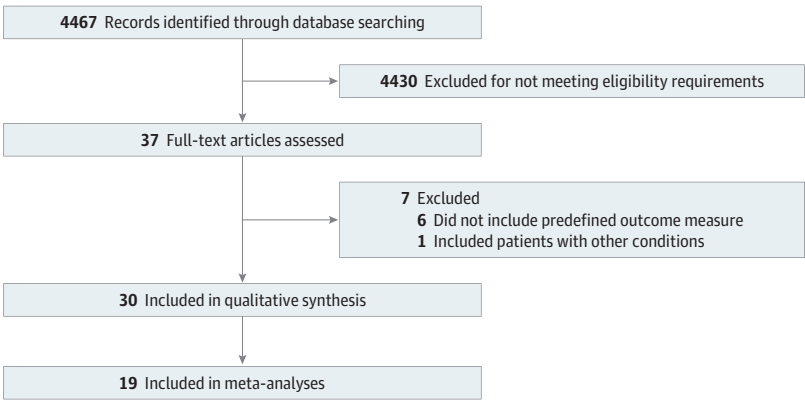 4467 Records identified through database searching
4430 Excluded for not meeting eligibility requirements
37 Full-text articles assessed
7 Excluded
6 Did not include predefined outcome measure
1 Included patients with other conditions
30 Included in qualitative synthesis
19 Included in meta-analyses